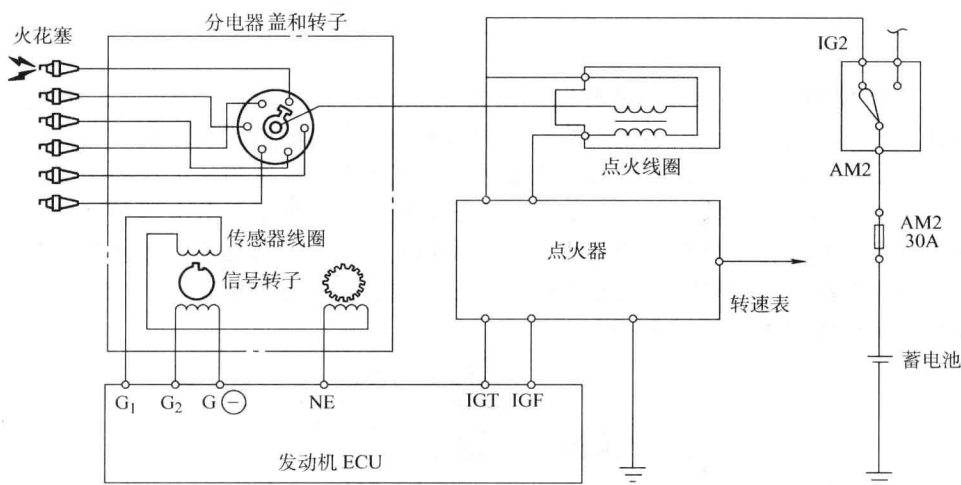 分电器盖和转子
火花塞
IG2
点火线圈
AM2
AM2
30A
传感器线圈
点火器
信号转子
转速表
蓄电池
G₁ G₂ G⊖ NE IGT IGF
发动机 ECU